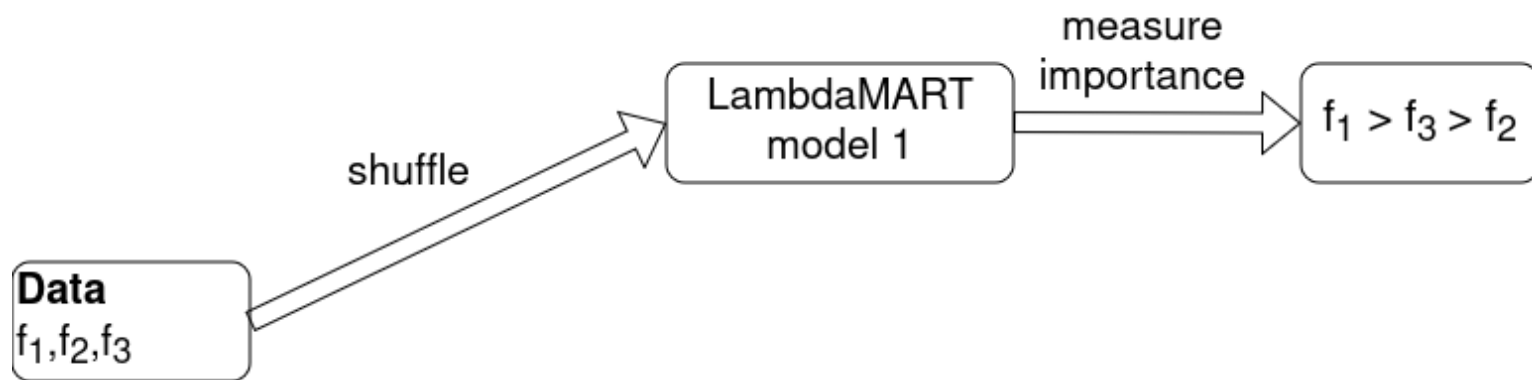 Data
f₁,f₂,f₃
shuffle
LambdaMART
model 1
measure
importance
f₁ > f₃ > f₂